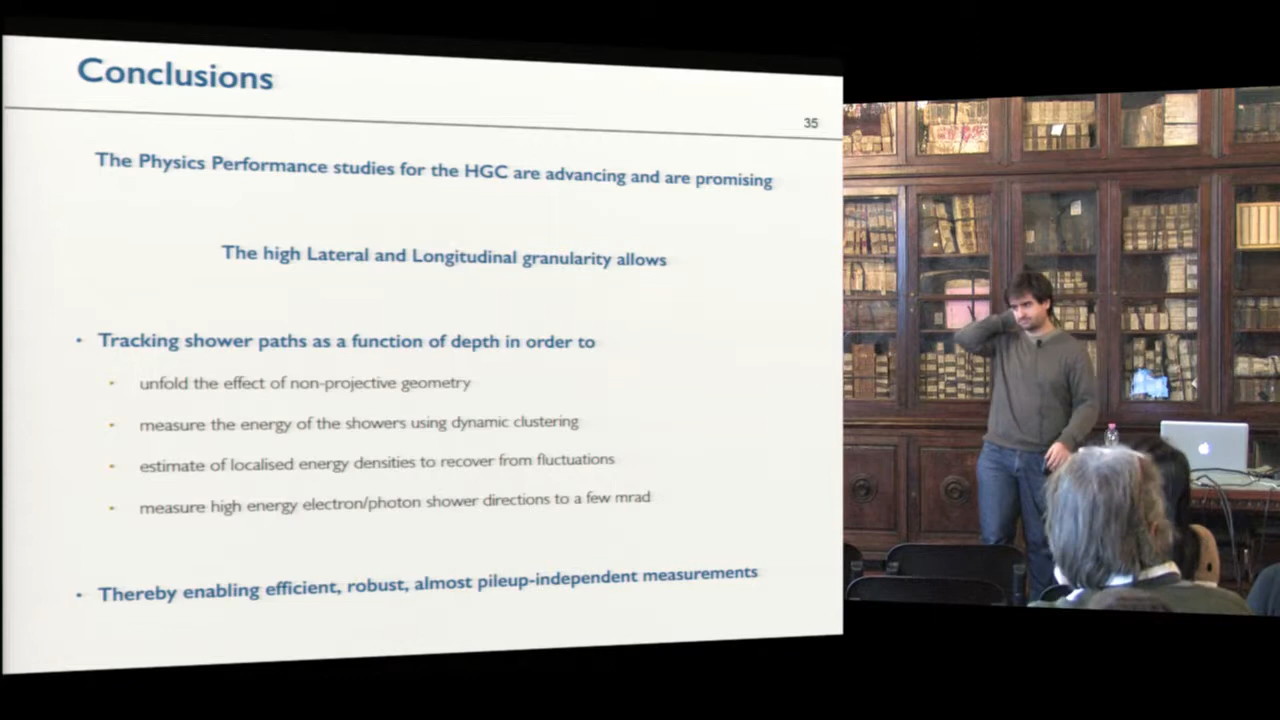 Conclusions
35
The Physics Performance studies for the HGC are advancing and are promising
The high Lateral and Longitudinal granularity allows
• Tracking shower paths as a function of depth in order to
• unfold the effect of non-projective geometry
• measure the energy of the showers using dynamic clustering
• estimate of localised energy densities to recover from fluctuations
• measure high energy electron/photon shower directions to a few mrad
• Thereby enabling efficient, robust, almost pileup-independent measurements